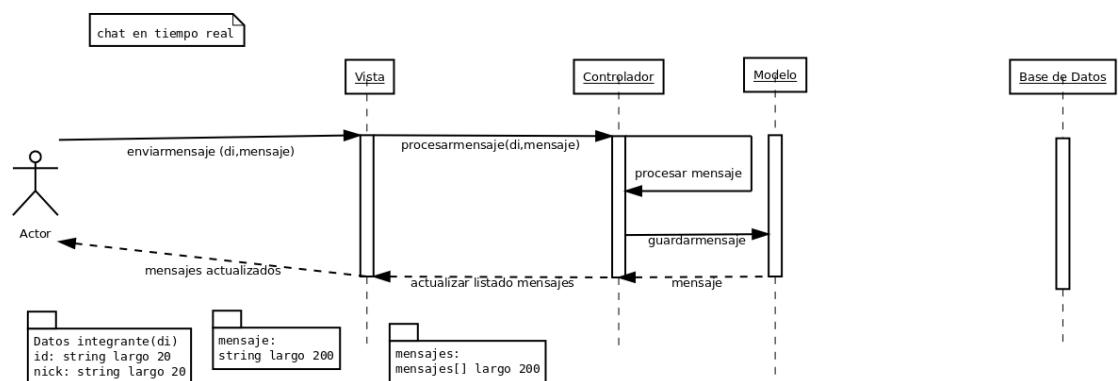 chat en tiempo real
Vista
Controlador
Modelo
Base de Datos
enviarmensaje (di,mensaje)
procesarmensaje(di,mensaje)
procesar mensaje
Actor
guardarmensaje
mensajes actualizados
actualizar listado mensajes
mensaje
Datos integrante(di)
id: string largo 20
nick: string largo 20
mensaje:
string largo 200
mensajes:
mensajes[] largo 200